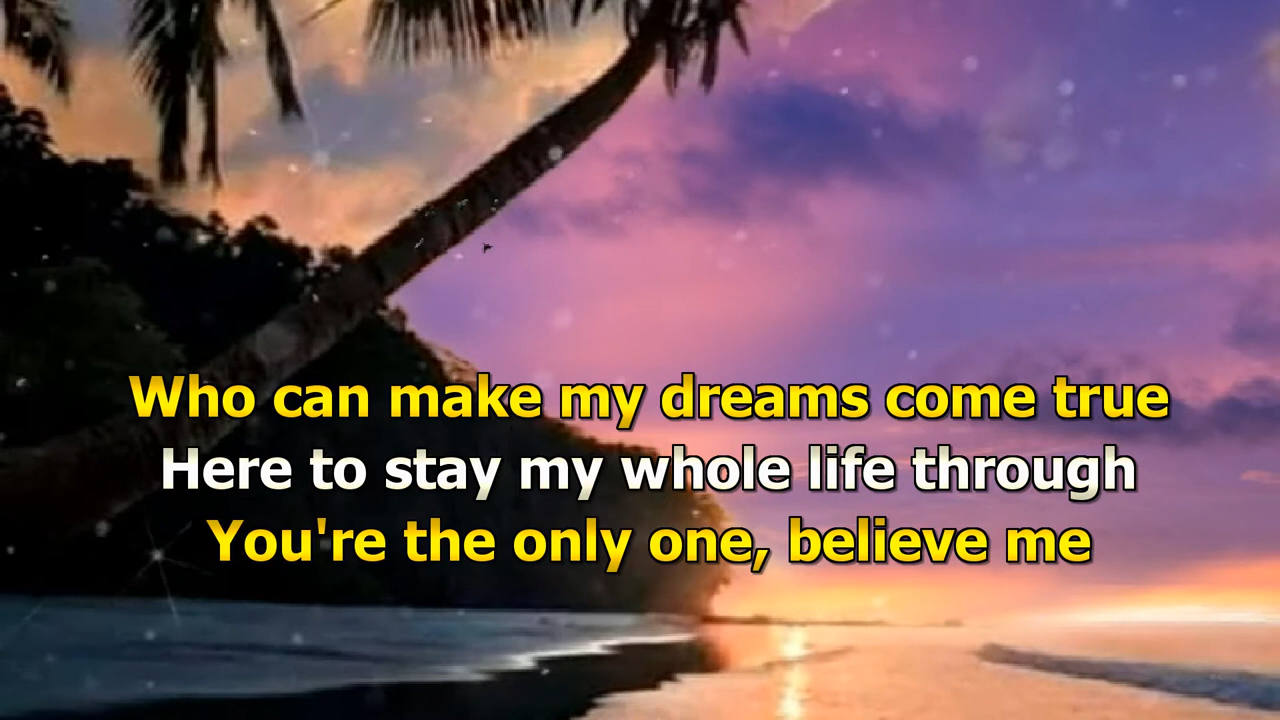 Who can make my dreams come true
Here to stay my whole life through
You're the only one, believe me